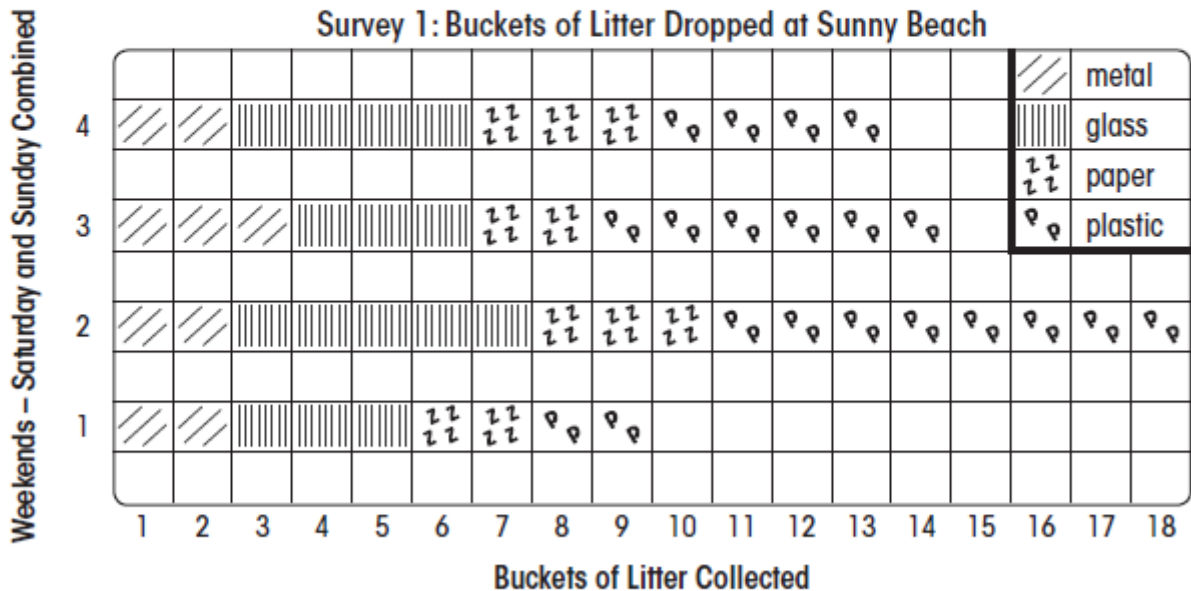 Survey 1: Buckets of Litter Dropped at Sunny Beach
Weekends – Saturday and Sunday Combined
metal
4
glass
paper
3
plastic
2
1
1 2 3 4 5 6 7 8 9 10 11 12 13 14 15 16 17 18
Buckets of Litter Collected